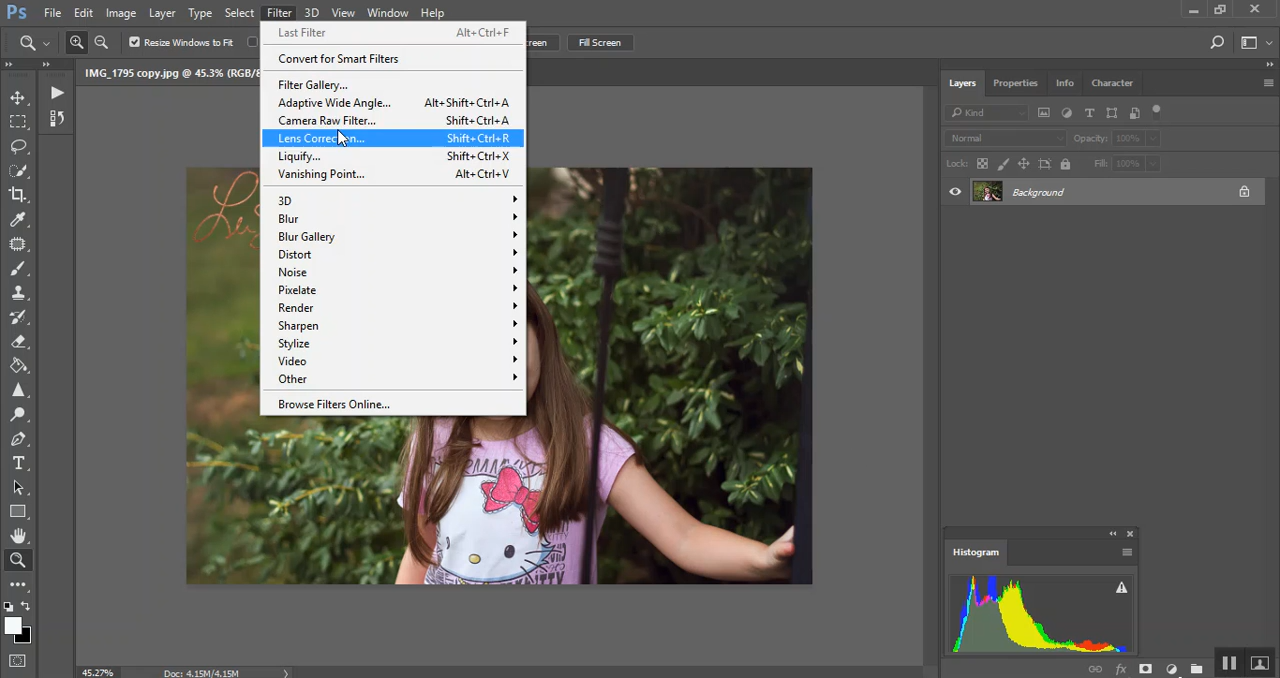 Ps File Edit Image Layer Type Select Filter 3D View Window Help
Resize Windows to Fit Fill Screen
IMG_1795 copy.jpg @ 45.3% (RGB/8
Last Filter Alt+Ctrl+F
Convert for Smart Filters
Filter Gallery...
Adaptive Wide Angle... Alt+Shift+Ctrl+A
Camera Raw Filter... Shift+Ctrl+A
Lens Correction... Shift+Ctrl+R
Liquify... Shift+Ctrl+X
Vanishing Point... Alt+Ctrl+V
3D
Blur
Blur Gallery
Distort
Noise
Pixelate
Render
Sharpen
Stylize
Video
Other
Browse Filters Online...
Layers Properties Info Character
Kind
Normal Opacity: 100%
Lock: Fill: 100%
Background
Histogram
fx
45.27% Doc: 4.15M/4.15M